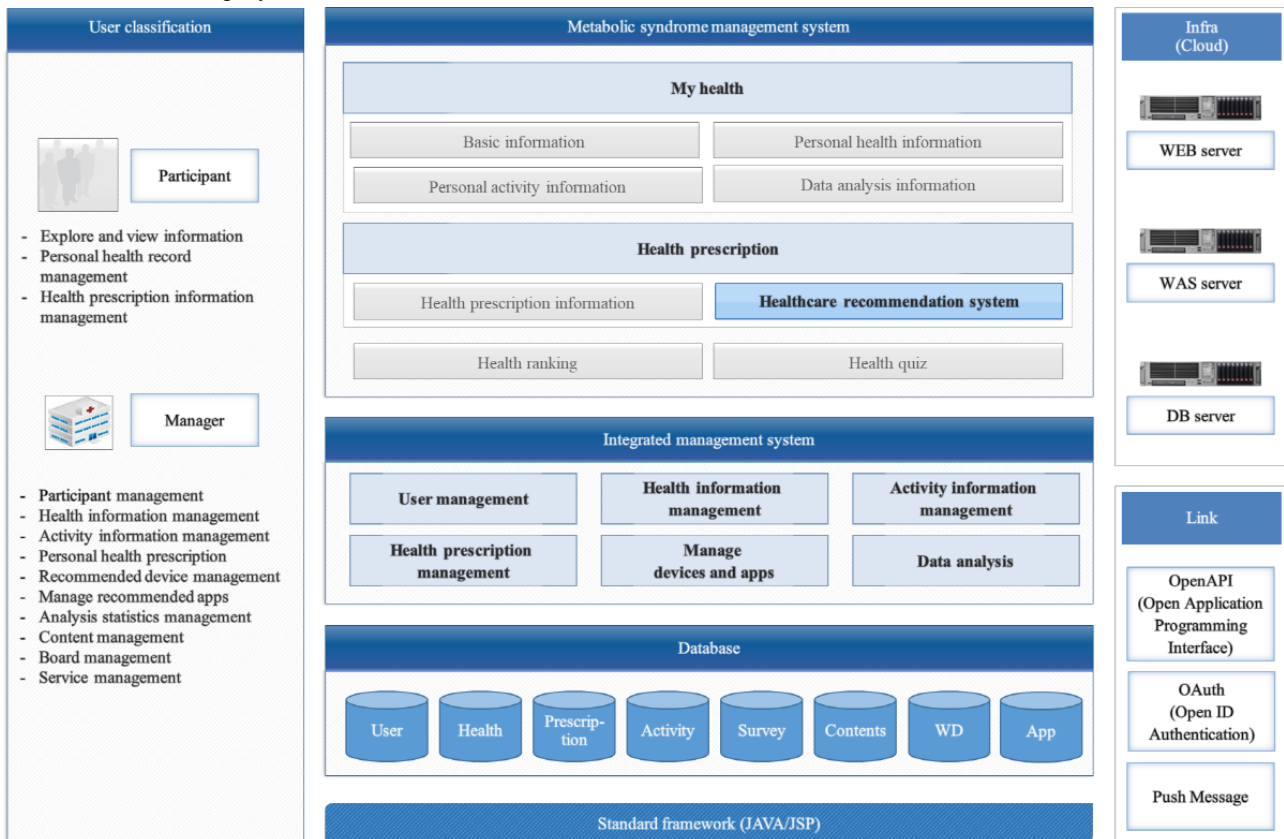 User classification
Participant
- Explore and view information
- Personal health record
management
- Health prescription information
management
Manager
- Participant management
- Health information management
- Activity information management
- Personal health prescription
- Recommended device management
- Manage recommended apps
- Analysis statistics management
- Content management
- Board management
- Service management
Metabolic syndrome management system
My health
Basic information
Personal health information
Personal activity information
Data analysis information
Health prescription
Health prescription information
Healthcare recommendation system
Health ranking
Health quiz
Integrated management system
User management
Health information
management
Activity information
management
Health prescription
management
Manage
devices and apps
Data analysis
Database
User
Health
Prescrip-
tion
Activity
Survey
Contents
WD
App
Standard framework (JAVA/JSP)
Infra
(Cloud)
WEB server
WAS server
DB server
Link
OpenAPI
(Open Application
Programming
Interface)
OAuth
(Open ID
Authentication)
Push Message